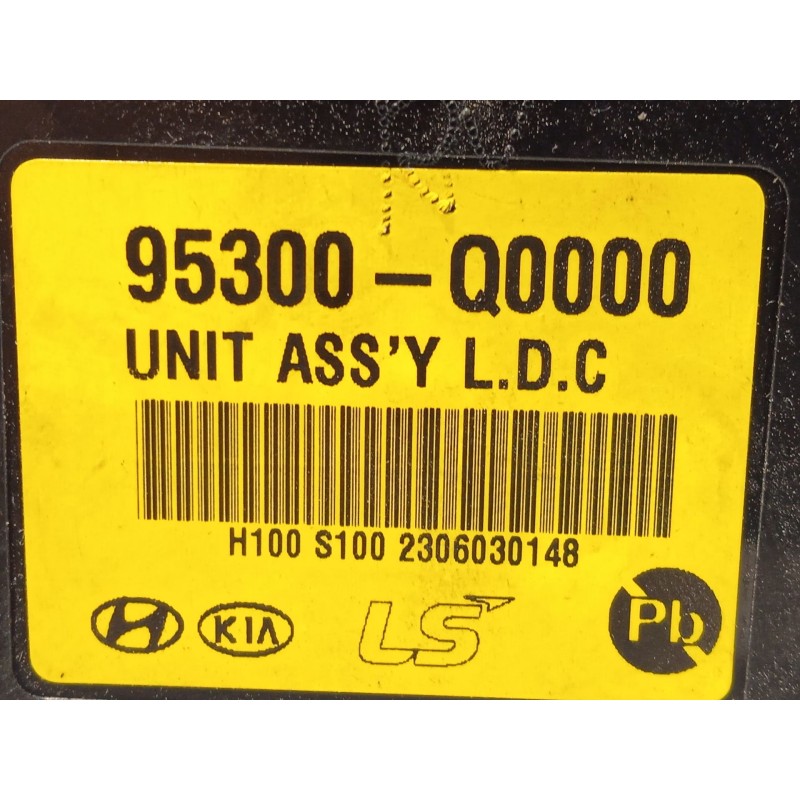 95300-Q0000
UNIT ASS'Y L.D.C
H100 S100 2306030148
KIA LS Pb